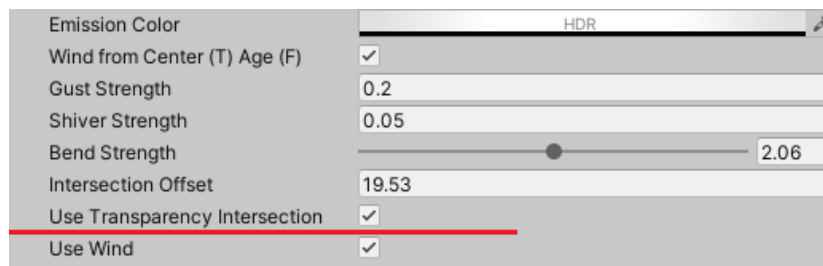 Emission Color HDR
Wind from Center (T) Age (F)
Gust Strength 0.2
Shiver Strength 0.05
Bend Strength 2.06
Intersection Offset 19.53
Use Transparency Intersection
Use Wind